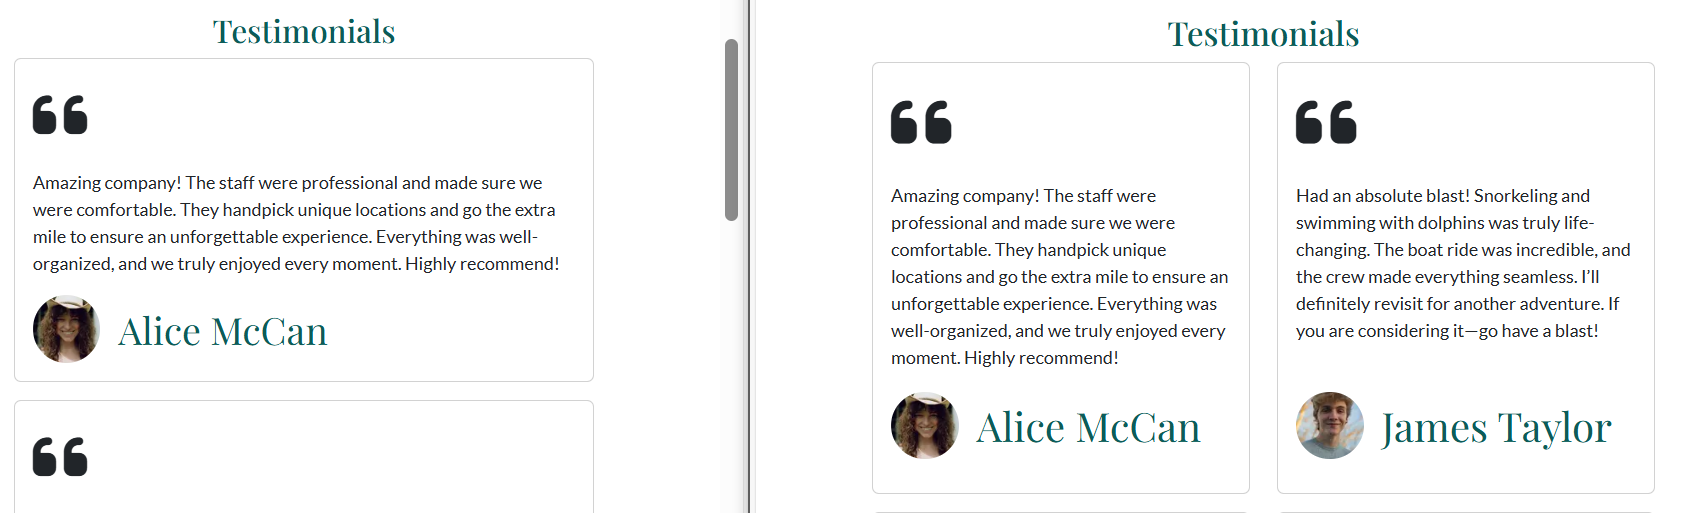 Testimonials
Amazing company! The staff were professional and made sure we
were comfortable. They handpick unique locations and go the extra
mile to ensure an unforgettable experience. Everything was well-
organized, and we truly enjoyed every moment. Highly recommend!
Alice McCan
Testimonials
Amazing company! The staff were
professional and made sure we were
comfortable. They handpick unique
locations and go the extra mile to ensure an
unforgettable experience. Everything was
well-organized, and we truly enjoyed every
moment. Highly recommend!
Alice McCan
Had an absolute blast! Snorkeling and
swimming with dolphins was truly life-
changing. The boat ride was incredible, and
the crew made everything seamless. I’ll
definitely revisit for another adventure. If
you are considering it—go have a blast!
James Taylor